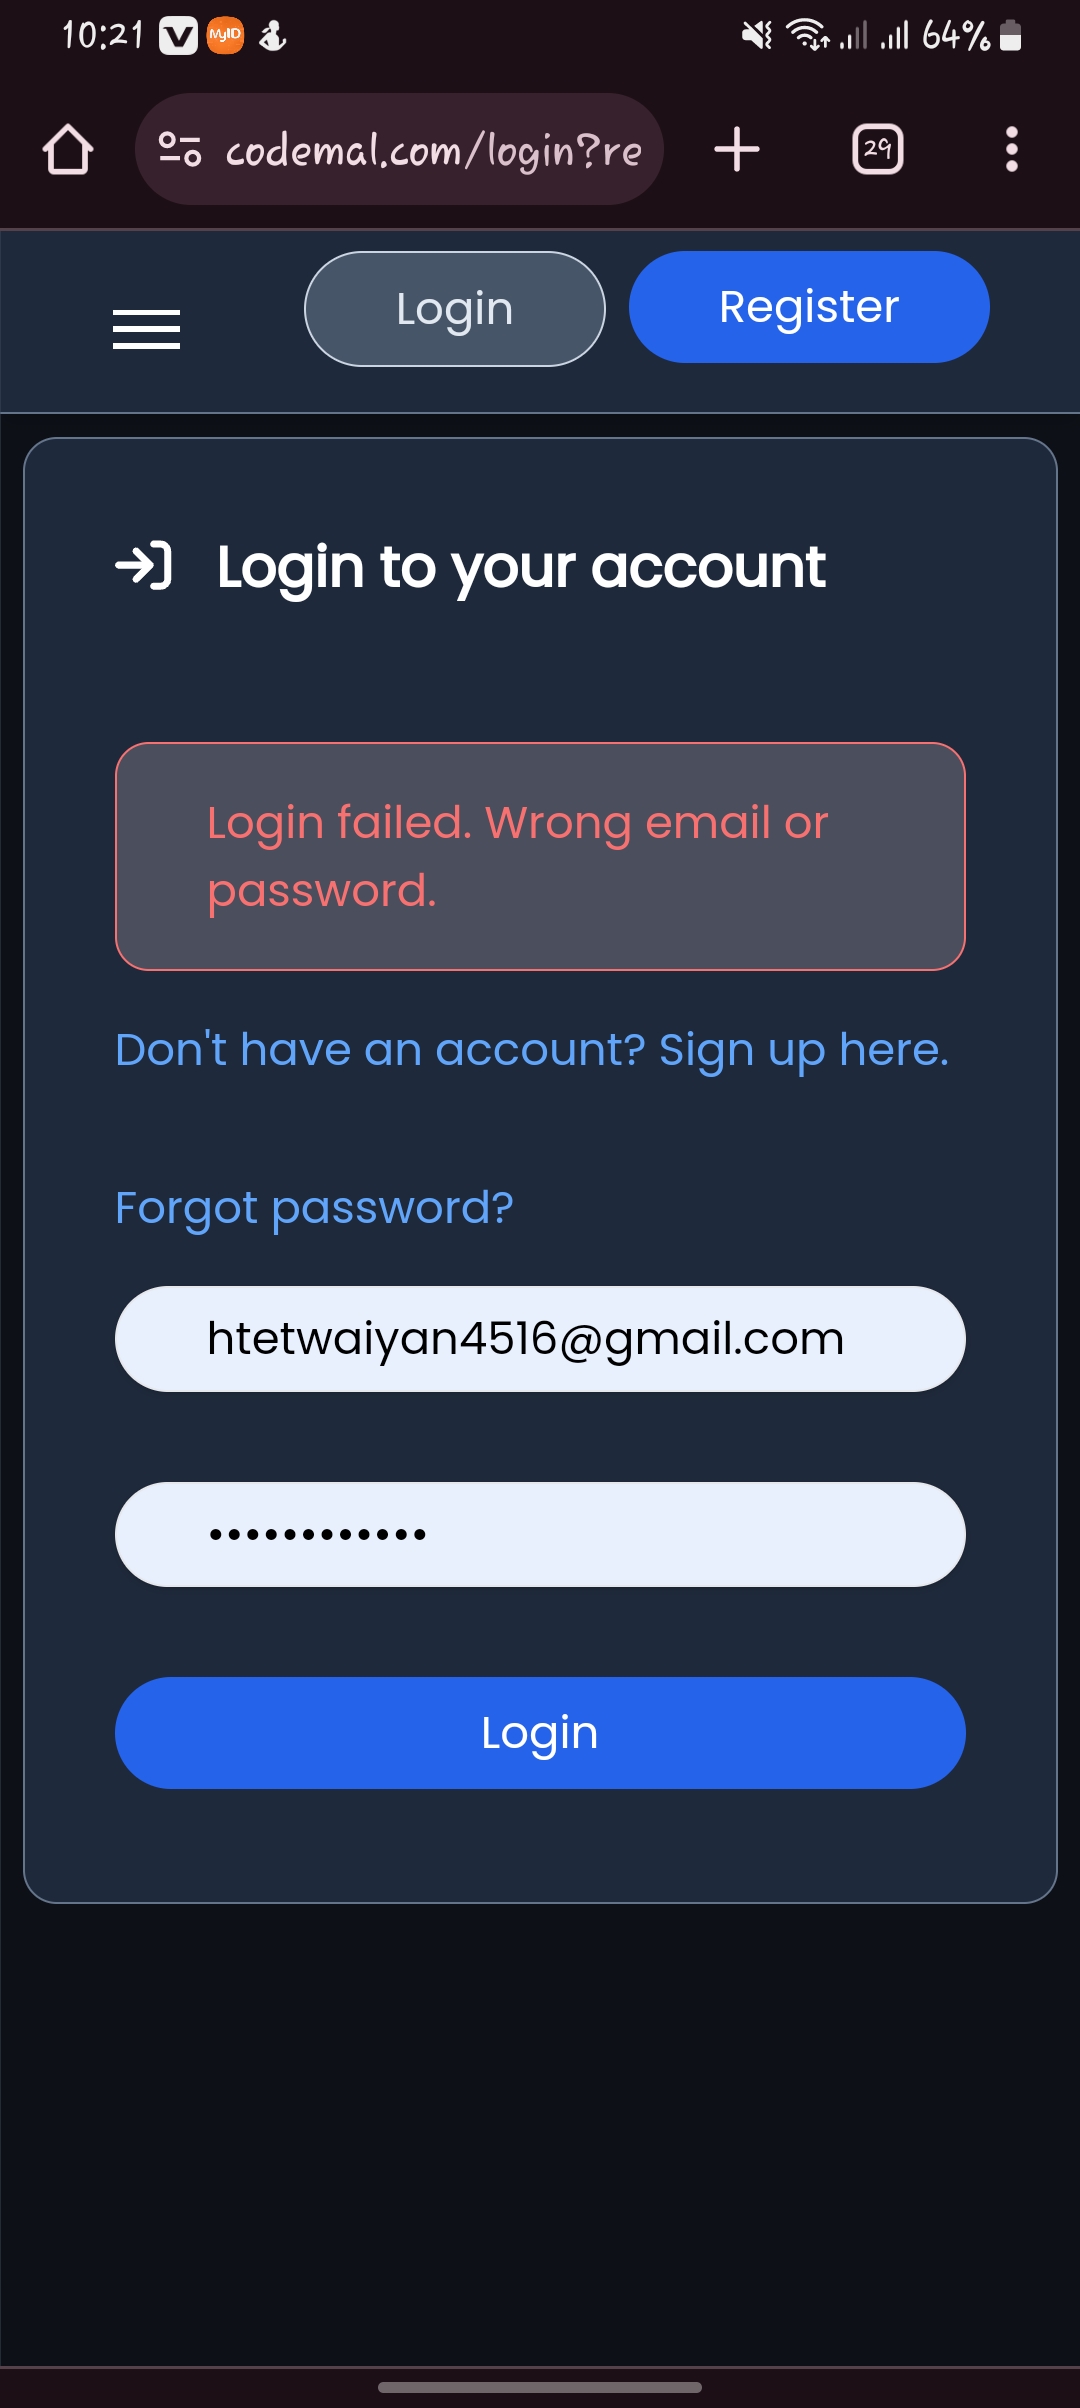 10:21
V
MyID
64%
codemal.com/login?re
29
Login
Register
Login to your account
Login failed. Wrong email or
password.
Don't have an account? Sign up here.
Forgot password?
htetwaiyan4516@gmail.com
••••••••••••
Login